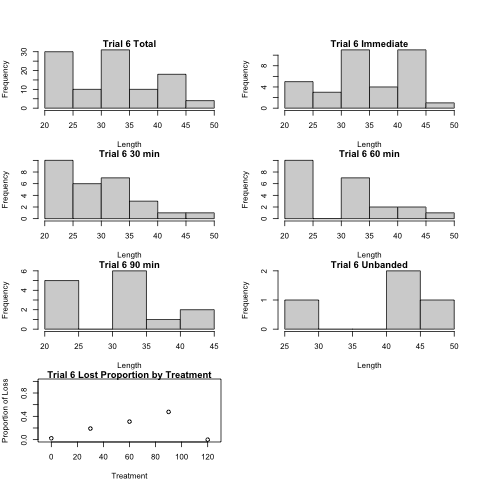 Trial 6 Total
Frequency
0 10 20 30
20 25 30 35 40 45 50
Length
Trial 6 Immediate
Frequency
0 4 8
20 25 30 35 40 45 50
Length
Trial 6 30 min
Frequency
0 2 4 6 8
20 25 30 35 40 45 50
Length
Trial 6 60 min
Frequency
0 2 4 6 8
20 25 30 35 40 45 50
Length
Trial 6 90 min
Frequency
0 2 4 6
20 25 30 35 40 45
Length
Trial 6 Unbanded
Frequency
0 1 2
25 30 35 40 45 50
Length
Trial 6 Lost Proportion by Treatment
Proportion of Loss
0.0 0.4 0.8
0 20 40 60 80 100 120
Treatment